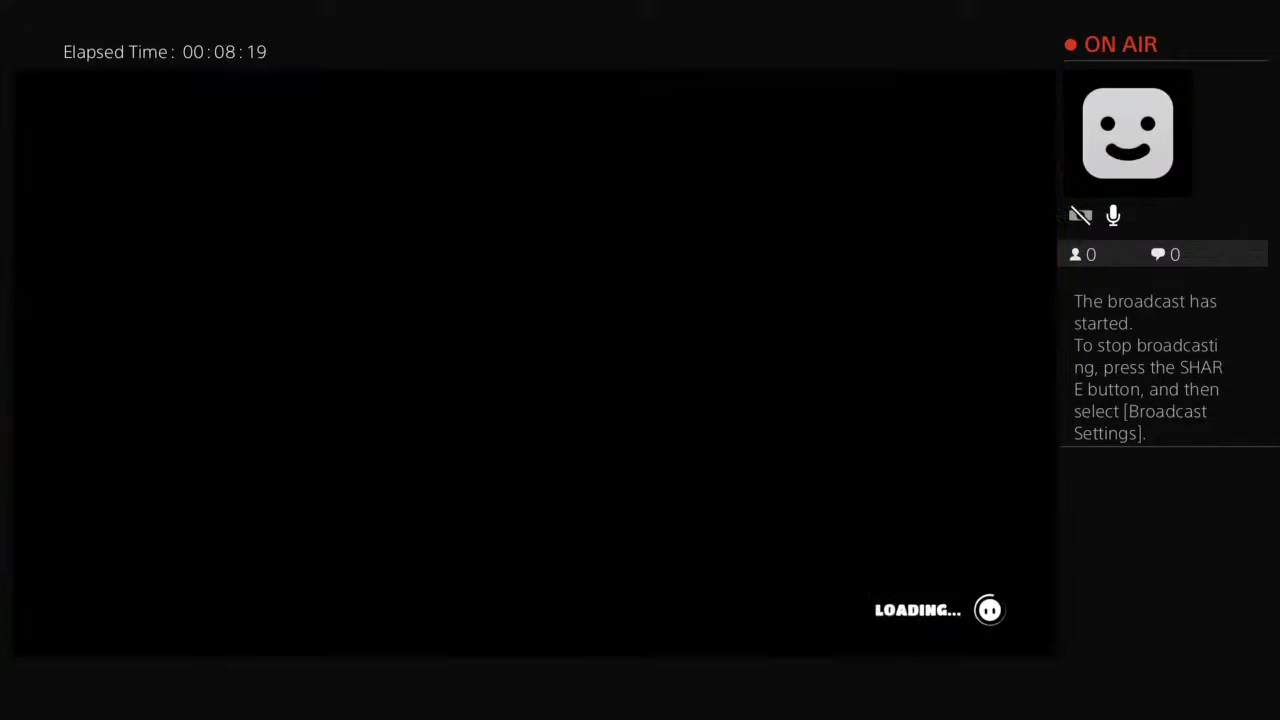 Elapsed Time: 00:08:19
ON AIR
0 0
The broadcast has
started.
To stop broadcasti
ng, press the SHAR
E button, and then
select [Broadcast
Settings].
LOADING...